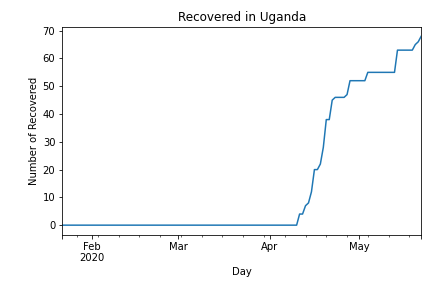 Recovered in Uganda
70
60
50
40
30
20
10
0
Number of Recovered
Feb
2020
Mar
Apr
May
Day